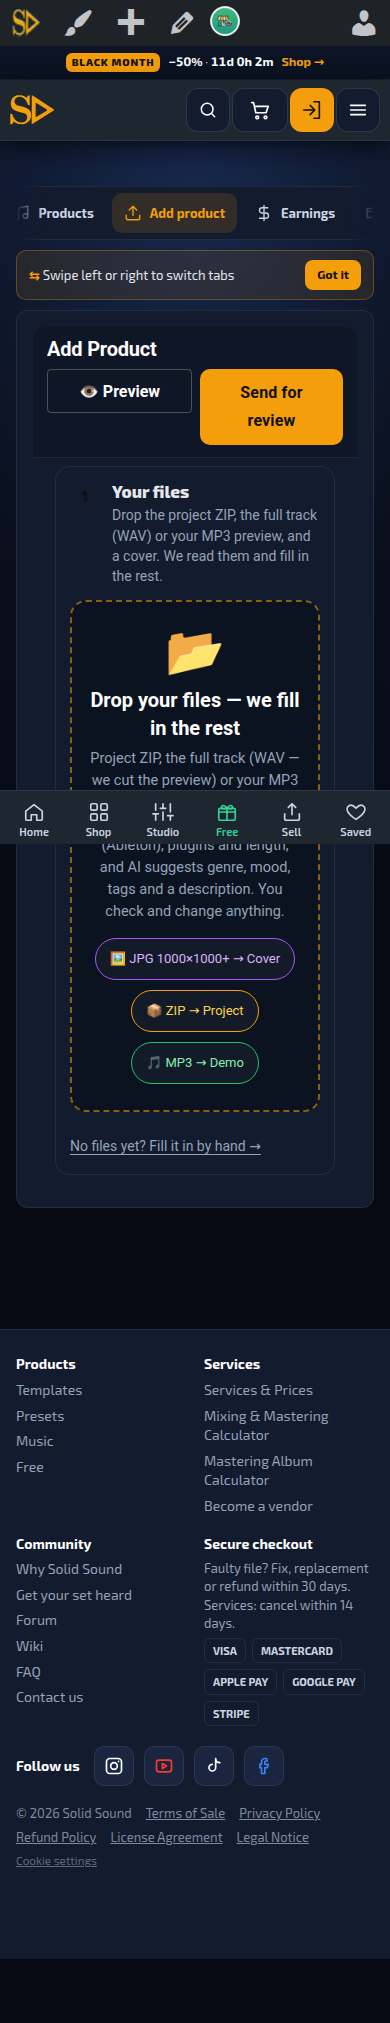 BLACK MONTH −50% · 11d 0h 2m Shop →
Products Add product Earnings
⇆ Swipe left or right to switch tabs Got it
Add Product
Preview
Send for
review
Your files
Drop the project ZIP, the full track
(WAV) or your MP3 preview, and
a cover. We read them and fill in
the rest.
Drop your files — we fill
in the rest
Project ZIP, the full track (WAV —
we cut the preview) or your MP3
Home Shop Studio Free Sell Saved
(Ableton), plugins and length,
and AI suggests genre, mood,
tags and a description. You
check and change anything.
JPG 1000×1000+ → Cover
ZIP → Project
MP3 → Demo
No files yet? Fill it in by hand →
Products
Templates
Presets
Music
Free
Services
Services & Prices
Mixing & Mastering
Calculator
Mastering Album
Calculator
Become a vendor
Community
Why Solid Sound
Get your set heard
Forum
Wiki
FAQ
Contact us
Secure checkout
Faulty file? Fix, replacement
or refund within 30 days.
Services: cancel within 14
days.
VISA MASTERCARD
APPLE PAY GOOGLE PAY
STRIPE
Follow us
© 2026 Solid Sound Terms of Sale Privacy Policy
Refund Policy License Agreement Legal Notice
Cookie settings